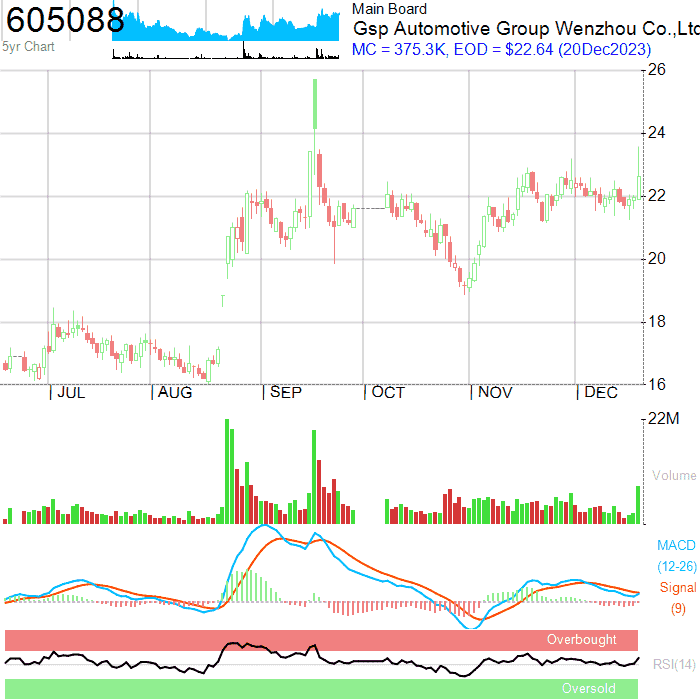 605088
5yr Chart
Main Board
Gsp Automotive Group Wenzhou Co.,Ltd
MC = 375.3K, EOD = $22.64 (20Dec2023)
26
24
22
20
18
16
JUL AUG SEP OCT NOV DEC
22M
Volume
MACD
(12-26)
Signal
(9)
Overbought
RSI(14)
Oversold